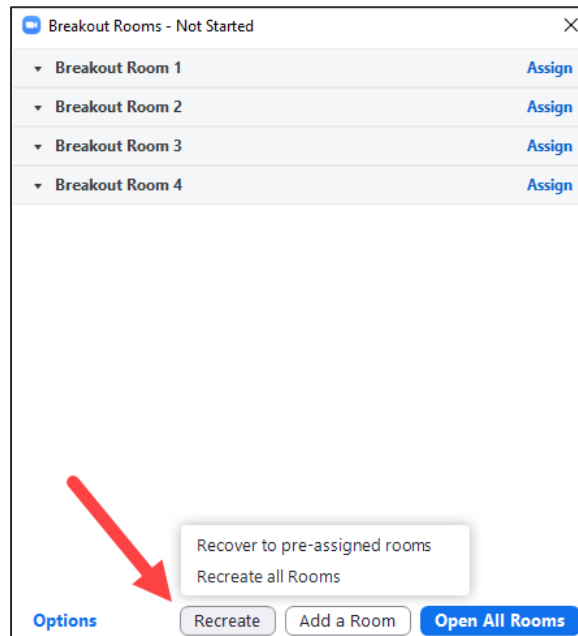 Breakout Rooms - Not Started
Breakout Room 1 Assign
Breakout Room 2 Assign
Breakout Room 3 Assign
Breakout Room 4 Assign
Recover to pre-assigned rooms
Recreate all Rooms
Options Recreate Add a Room Open All Rooms